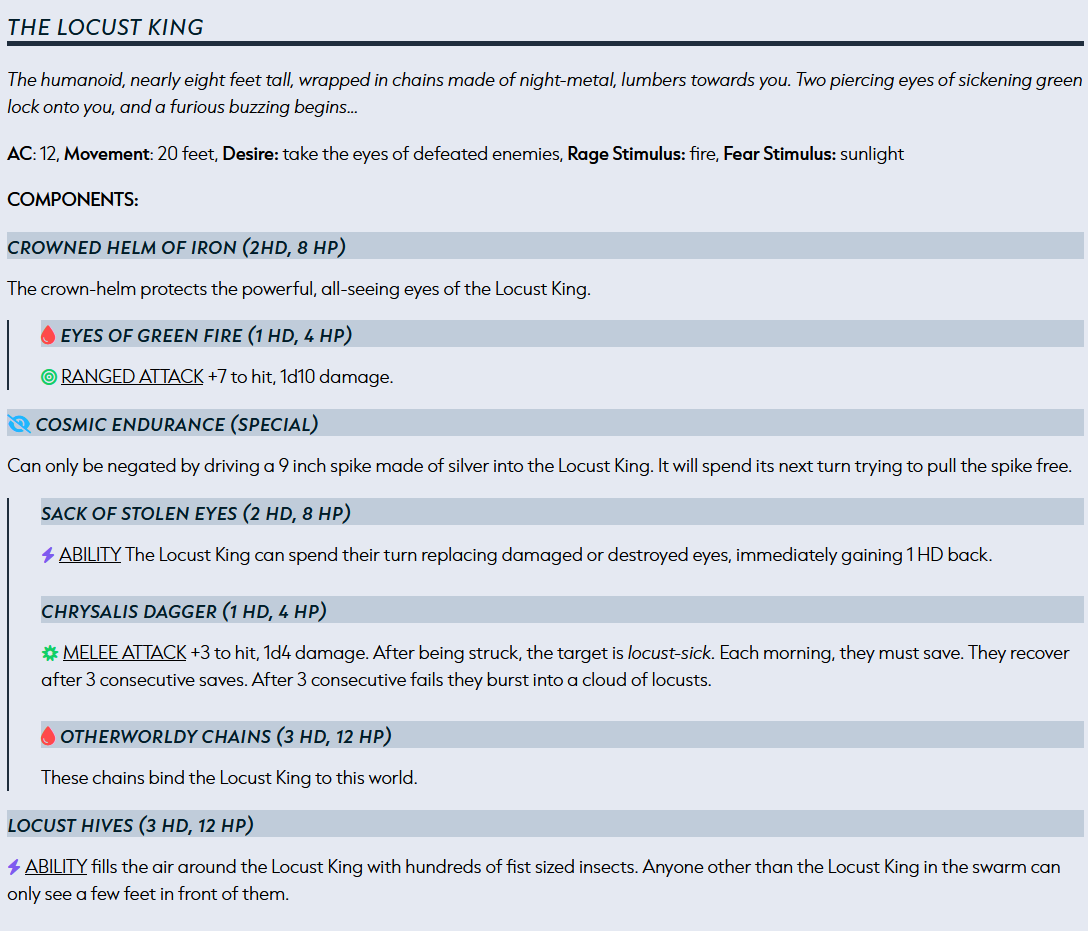 THE LOCUST KING
The humanoid, nearly eight feet tall, wrapped in chains made of night-metal, lumbers towards you. Two piercing eyes of sickening green
lock onto you, and a furious buzzing begins...
AC: 12, Movement: 20 feet, Desire: take the eyes of defeated enemies, Rage Stimulus: fire, Fear Stimulus: sunlight
COMPONENTS:
CROWNED HELM OF IRON (2HD, 8 HP)
The crown-helm protects the powerful, all-seeing eyes of the Locust King.
EYES OF GREEN FIRE (1 HD, 4 HP)
RANGED ATTACK +7 to hit, 1d10 damage.
COSMIC ENDURANCE (SPECIAL)
Can only be negated by driving a 9 inch spike made of silver into the Locust King. It will spend its next turn trying to pull the spike free.
SACK OF STOLEN EYES (2 HD, 8 HP)
ABILITY The Locust King can spend their turn replacing damaged or destroyed eyes, immediately gaining 1 HD back.
CHRYSALIS DAGGER (1 HD, 4 HP)
MELEE ATTACK +3 to hit, 1d4 damage. After being struck, the target is locust-sick. Each morning, they must save. They recover
after 3 consecutive saves. After 3 consecutive fails they burst into a cloud of locusts.
OTHERWORLDY CHAINS (3 HD, 12 HP)
These chains bind the Locust King to this world.
LOCUST HIVES (3 HD, 12 HP)
ABILITY fills the air around the Locust King with hundreds of fist sized insects. Anyone other than the Locust King in the swarm can
only see a few feet in front of them.